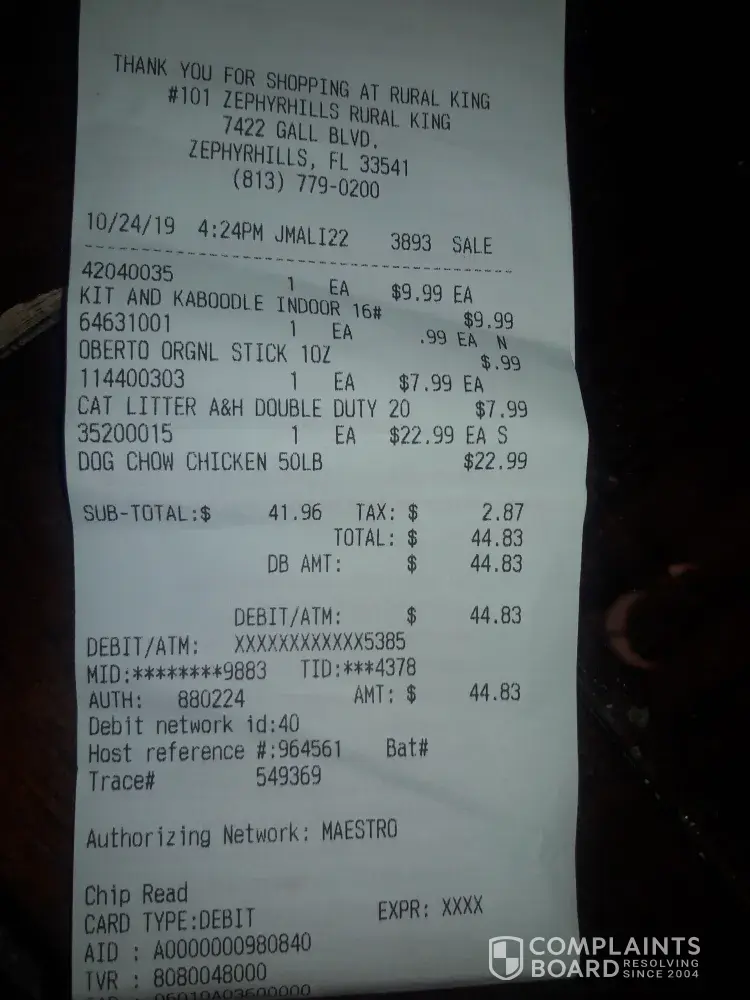 THANK YOU FOR SHOPPING AT RURAL KING
#101 ZEPHYRHILLS RURAL KING
7422 GALL BLVD.
ZEPHYRHILLS, FL 33541
(813) 779-0200
10/24/19 4:24PM JMALI22 3893 SALE
42040035 1 EA $9.99 EA
KIT AND KABOODLE INDOOR 16# $9.99
64631001 1 EA .99 EA N
OBERTO ORGNL STICK 1OZ $.99
114400303 1 EA $7.99 EA
CAT LITTER A&H DOUBLE DUTY 20 $7.99
35200015 1 EA $22.99 EA S
DOG CHOW CHICKEN 50LB $22.99
SUB-TOTAL:$ 41.96 TAX: $ 2.87
TOTAL: $ 44.83
DB AMT: $ 44.83
DEBIT/ATM: $ 44.83
DEBIT/ATM: XXXXXXXXXXXX5385
MID:********9883 TID:***4378
AUTH: 880224 AMT: $ 44.83
Debit network id:40
Host reference #:964561 Bat#
Trace# 549369
Authorizing Network: MAESTRO
Chip Read
CARD TYPE:DEBIT EXPR: XXXX
AID : A0000000980840
TVR : 8080048000
COMPLAINTS
BOARD RESOLVING
SINCE 2004